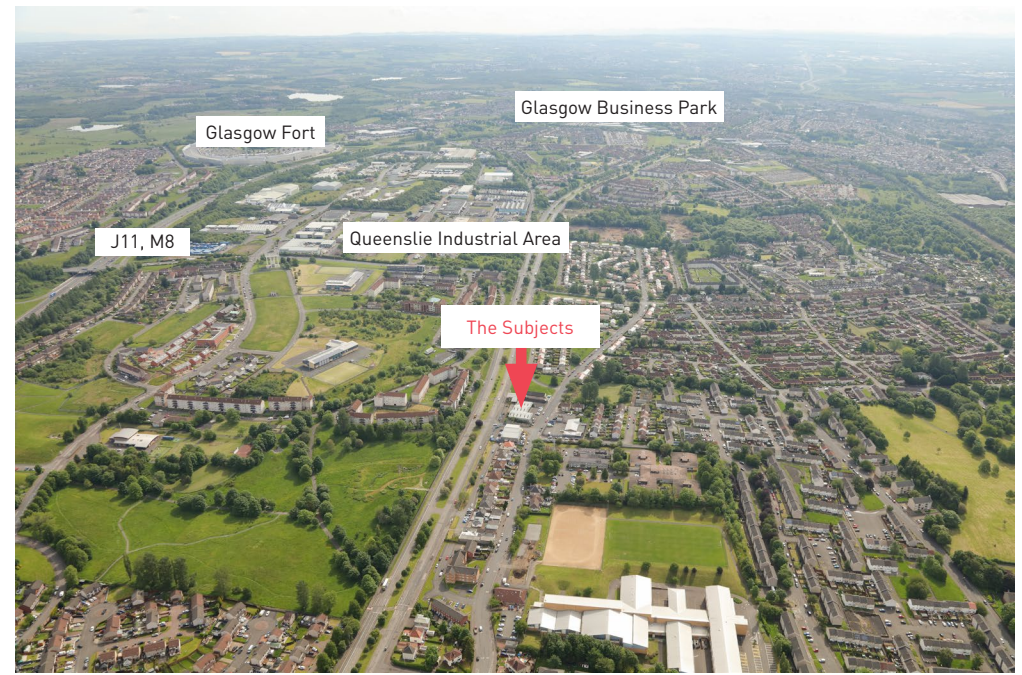 Glasgow Business Park
Glasgow Fort
J11, M8
Queenslie Industrial Area
The Subjects